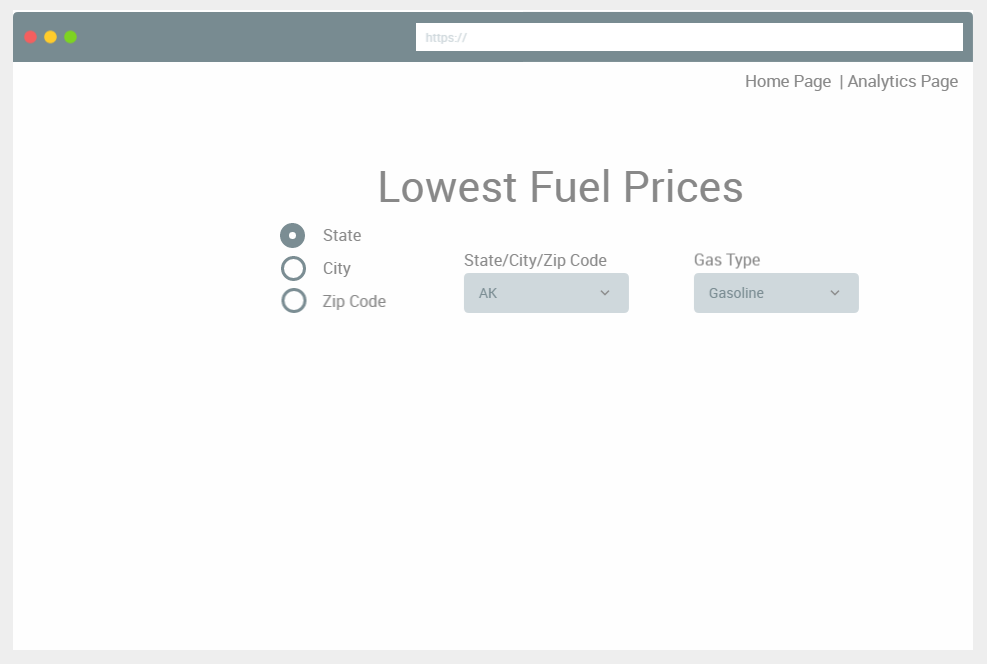 https://
Home Page | Analytics Page
Lowest Fuel Prices
State
City
Zip Code
State/City/Zip Code
AK
Gas Type
Gasoline